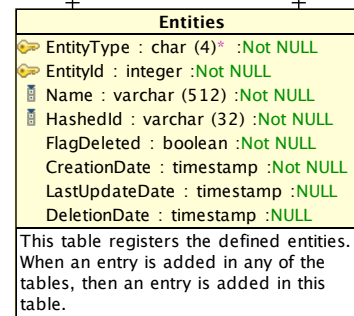 Entities
EntityType : char (4)* :Not NULL
EntityId : integer :Not NULL
Name : varchar (512) :Not NULL
HashedId : varchar (32) :Not NULL
FlagDeleted : boolean :Not NULL
CreationDate : timestamp :Not NULL
LastUpdateDate : timestamp :NULL
DeletionDate : timestamp :NULL
This table registers the defined entities.
When an entry is added in any of the
tables, then an entry is added in this
table.